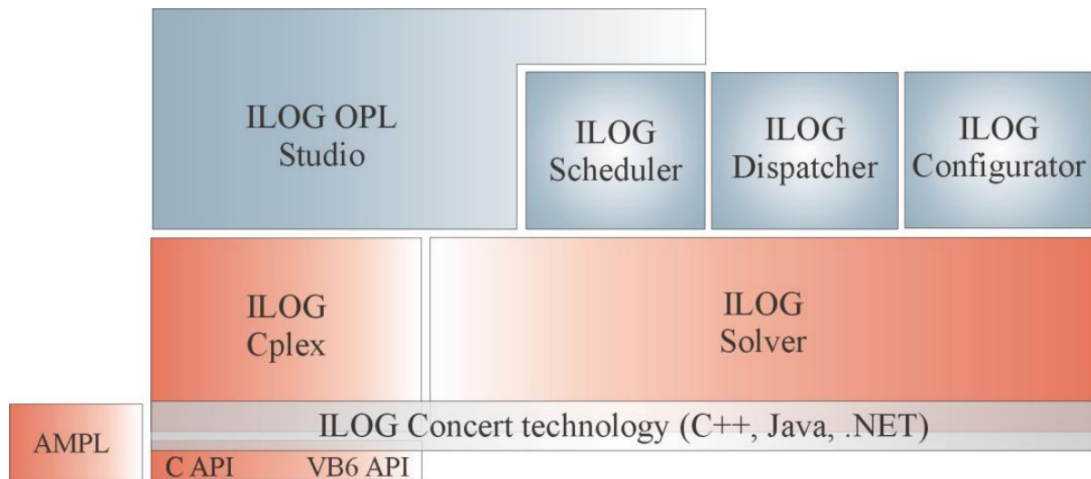 ILOG OPL
Studio
ILOG
Scheduler
ILOG
Dispatcher
ILOG
Configurator
ILOG
Cplex
ILOG
Solver
AMPL
ILOG Concert technology (C++, Java, .NET)
C API
VB6 API